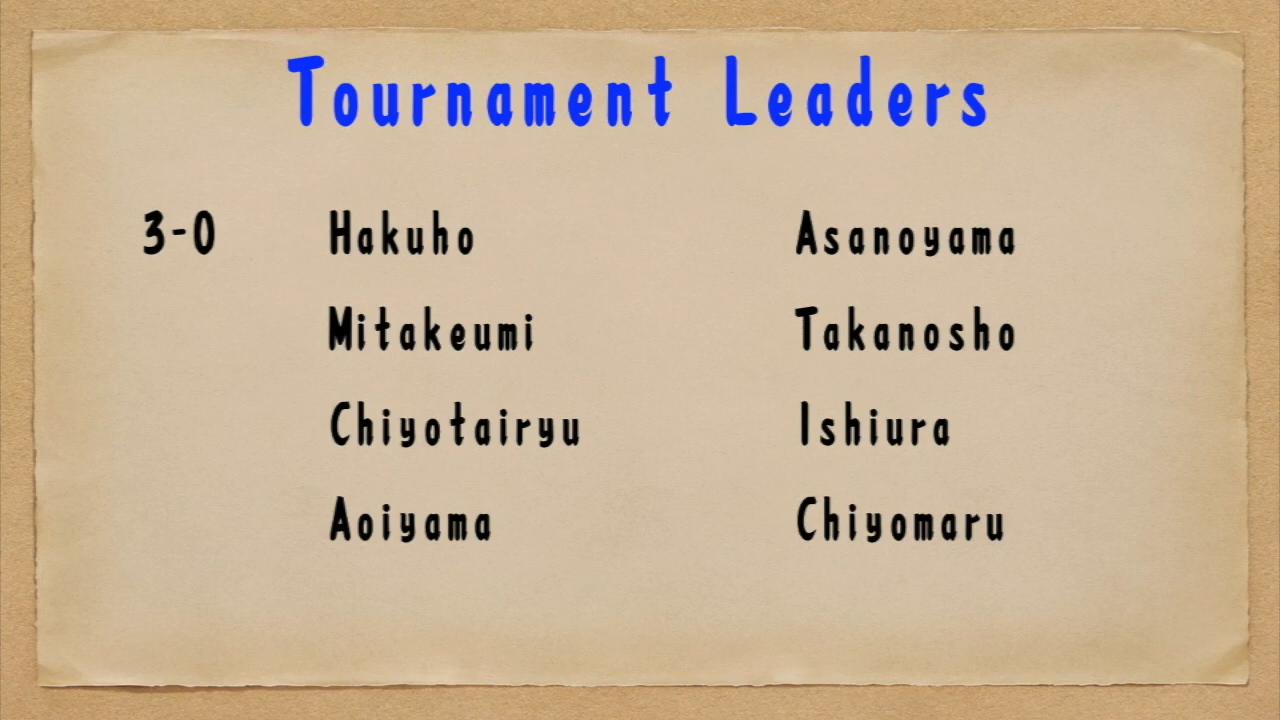 Tournament Leaders
3-0 Hakuho Asanoyama
Mitakeumi Takanosho
Chiyotairyu Ishiura
Aoiyama Chiyomaru